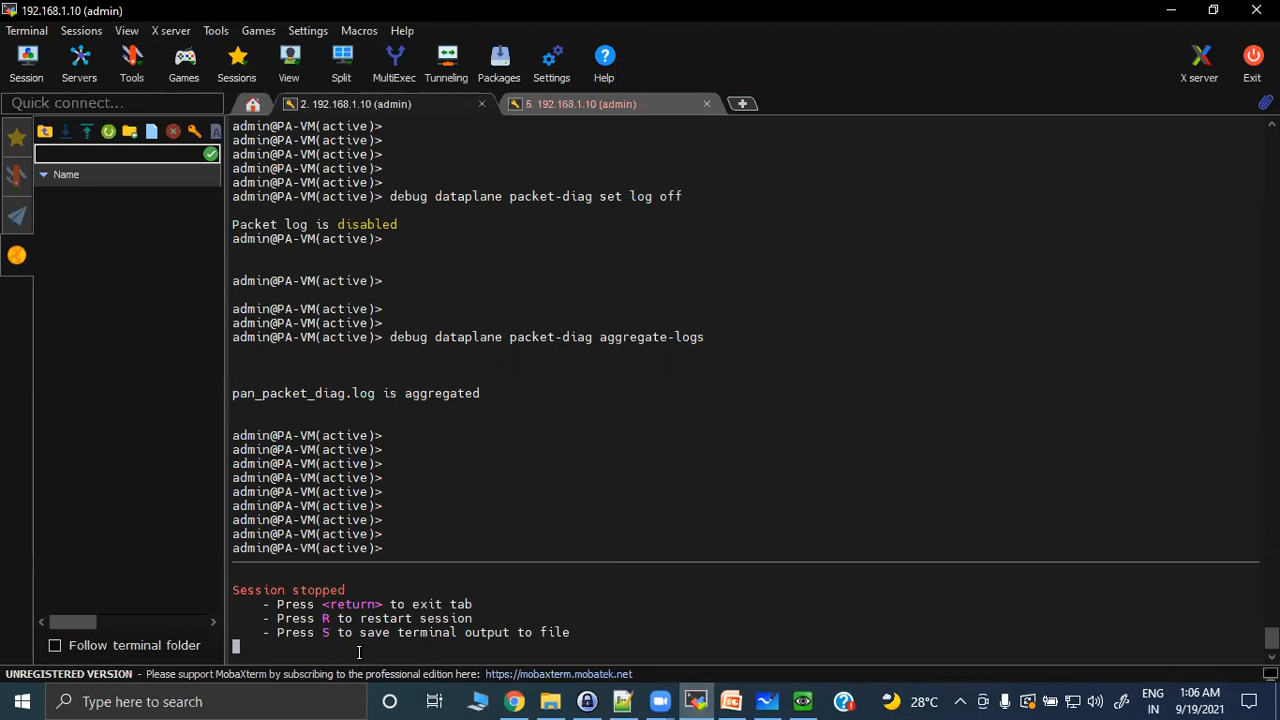 192.168.1.10 (admin)
Terminal Sessions View X server Tools Games Settings Macros Help
Session Servers Tools Games Sessions View Split MultiExec Tunneling Packages Settings Help X server Exit
Quick connect...
2. 192.168.1.10 (admin)
5. 192.168.1.10 (admin)
Name
admin@PA-VM(active)>
admin@PA-VM(active)>
admin@PA-VM(active)>
admin@PA-VM(active)>
admin@PA-VM(active)>
admin@PA-VM(active)> debug dataplane packet-diag set log off
Packet log is disabled
admin@PA-VM(active)>
admin@PA-VM(active)>
admin@PA-VM(active)>
admin@PA-VM(active)>
admin@PA-VM(active)> debug dataplane packet-diag aggregate-logs
pan_packet_diag.log is aggregated
admin@PA-VM(active)>
admin@PA-VM(active)>
admin@PA-VM(active)>
admin@PA-VM(active)>
admin@PA-VM(active)>
admin@PA-VM(active)>
admin@PA-VM(active)>
admin@PA-VM(active)>
admin@PA-VM(active)>
Session stopped
- Press <return> to exit tab
- Press R to restart session
- Press S to save terminal output to file
Follow terminal folder
UNREGISTERED VERSION - Please support MobaXterm by subscribing to the professional edition here: https://mobaxterm.mobatek.net
Type here to search
28°C
ENG
IN
1:06 AM
9/19/2021